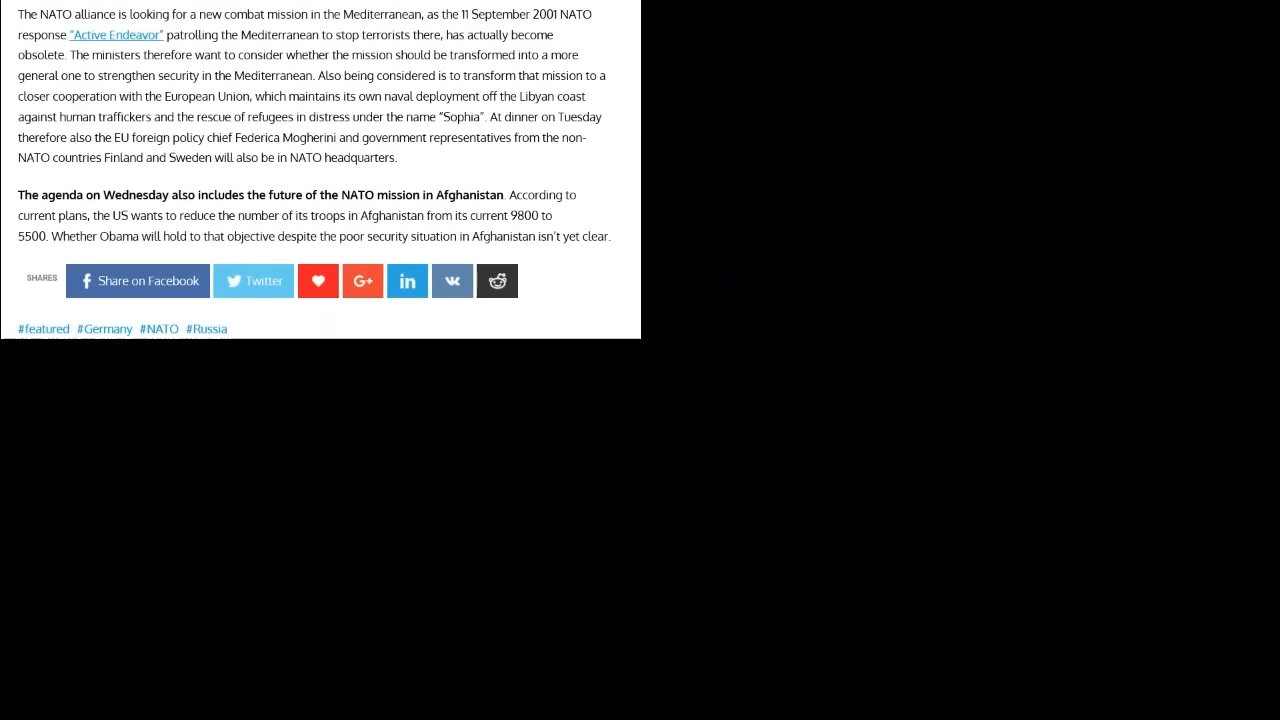 The NATO alliance is looking for a new combat mission in the Mediterranean, as the 11 September 2001 NATO
response "Active Endeavor" patrolling the Mediterranean to stop terrorists there, has actually become
obsolete. The ministers therefore want to consider whether the mission should be transformed into a more
general one to strengthen security in the Mediterranean. Also being considered is to transform that mission to a
closer cooperation with the European Union, which maintains its own naval deployment off the Libyan coast
against human traffickers and the rescue of refugees in distress under the name "Sophia". At dinner on Tuesday
therefore also the EU foreign policy chief Federica Mogherini and government representatives from the non-
NATO countries Finland and Sweden will also be in NATO headquarters.
The agenda on Wednesday also includes the future of the NATO mission in Afghanistan. According to
current plans, the US wants to reduce the number of its troops in Afghanistan from its current 9800 to
5500. Whether Obama will hold to that objective despite the poor security situation in Afghanistan isn't yet clear.
SHARES Share on Facebook Twitter G+ in
#featured #Germany #NATO #Russia